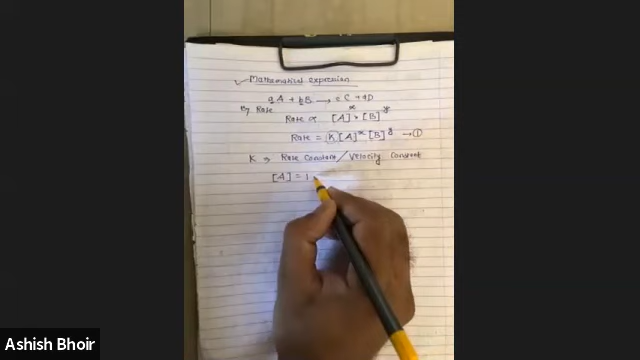 Mathematical expression
aA + bB → cC + dD
By Rate
Rate ∝ [A]ˣ × [B]ʸ
Rate = K[A]ˣ [B]ʸ → ①
K ⇒ Rate Constant / Velocity Constant
[A] = 1
Ashish Bhoir